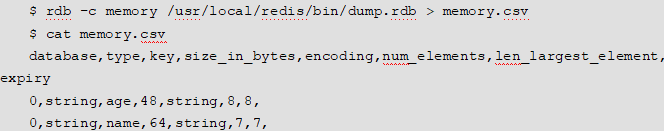 $ rdb -c memory /usr/local/redis/bin/dump.rdb > memory.csv
$ cat memory.csv
database,type,key,size_in_bytes,encoding,num_elements,len_largest_element,
expiry
0,string,age,48,string,8,8,
0,string,name,64,string,7,7,